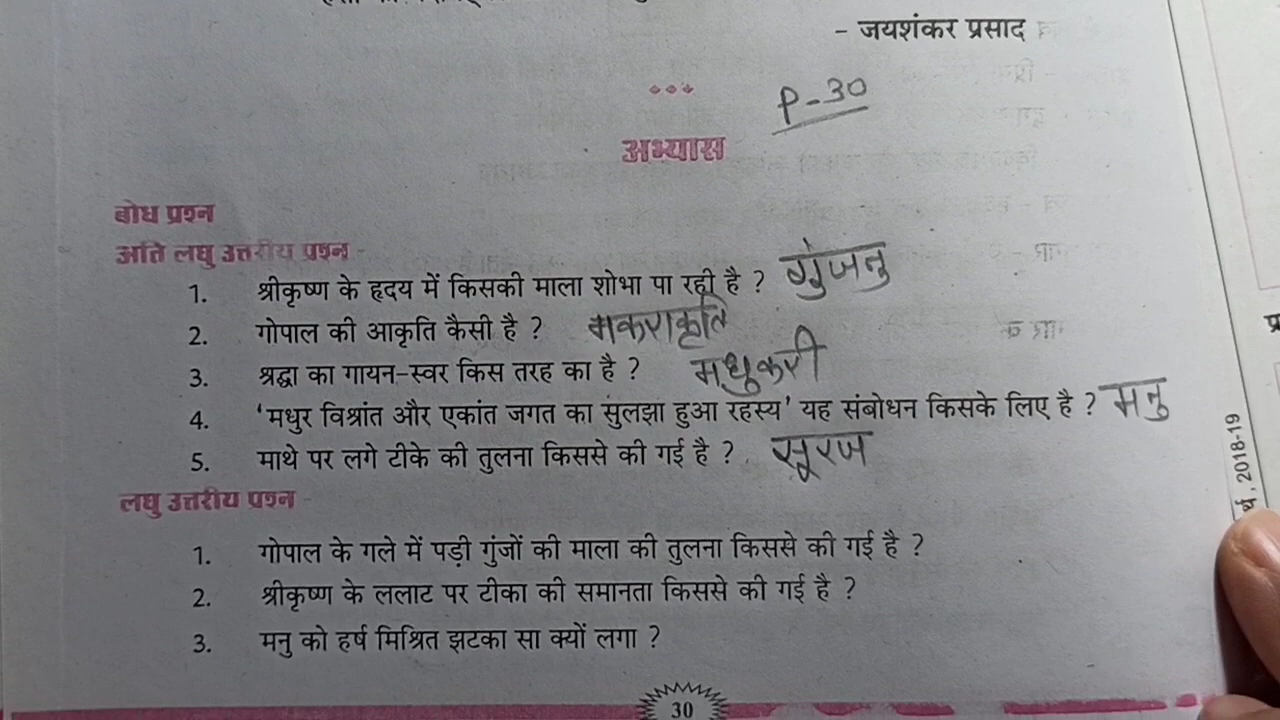 - जयशंकर प्रसाद
P-30
अभ्यास
बोध प्रश्न
अति लघु उत्तरीय प्रश्न -
1. श्रीकृष्ण के हृदय में किसकी माला शोभा पा रही है ? गुंजनु
2. गोपाल की आकृति कैसी है ? मकराकृति
3. श्रद्धा का गायन-स्वर किस तरह का है ? मधुकरी
4. 'मधुर विश्रांत और एकांत जगत का सुलझा हुआ रहस्य' यह संबोधन किसके लिए है ? मनु
5. माथे पर लगे टीके की तुलना किससे की गई है ? सूरज
लघु उत्तरीय प्रश्न -
1. गोपाल के गले में पड़ी गुंजों की माला की तुलना किससे की गई है ?
2. श्रीकृष्ण के ललाट पर टीका की समानता किससे की गई है ?
3. मनु को हर्ष मिश्रित झटका सा क्यों लगा ?
30
2018-19